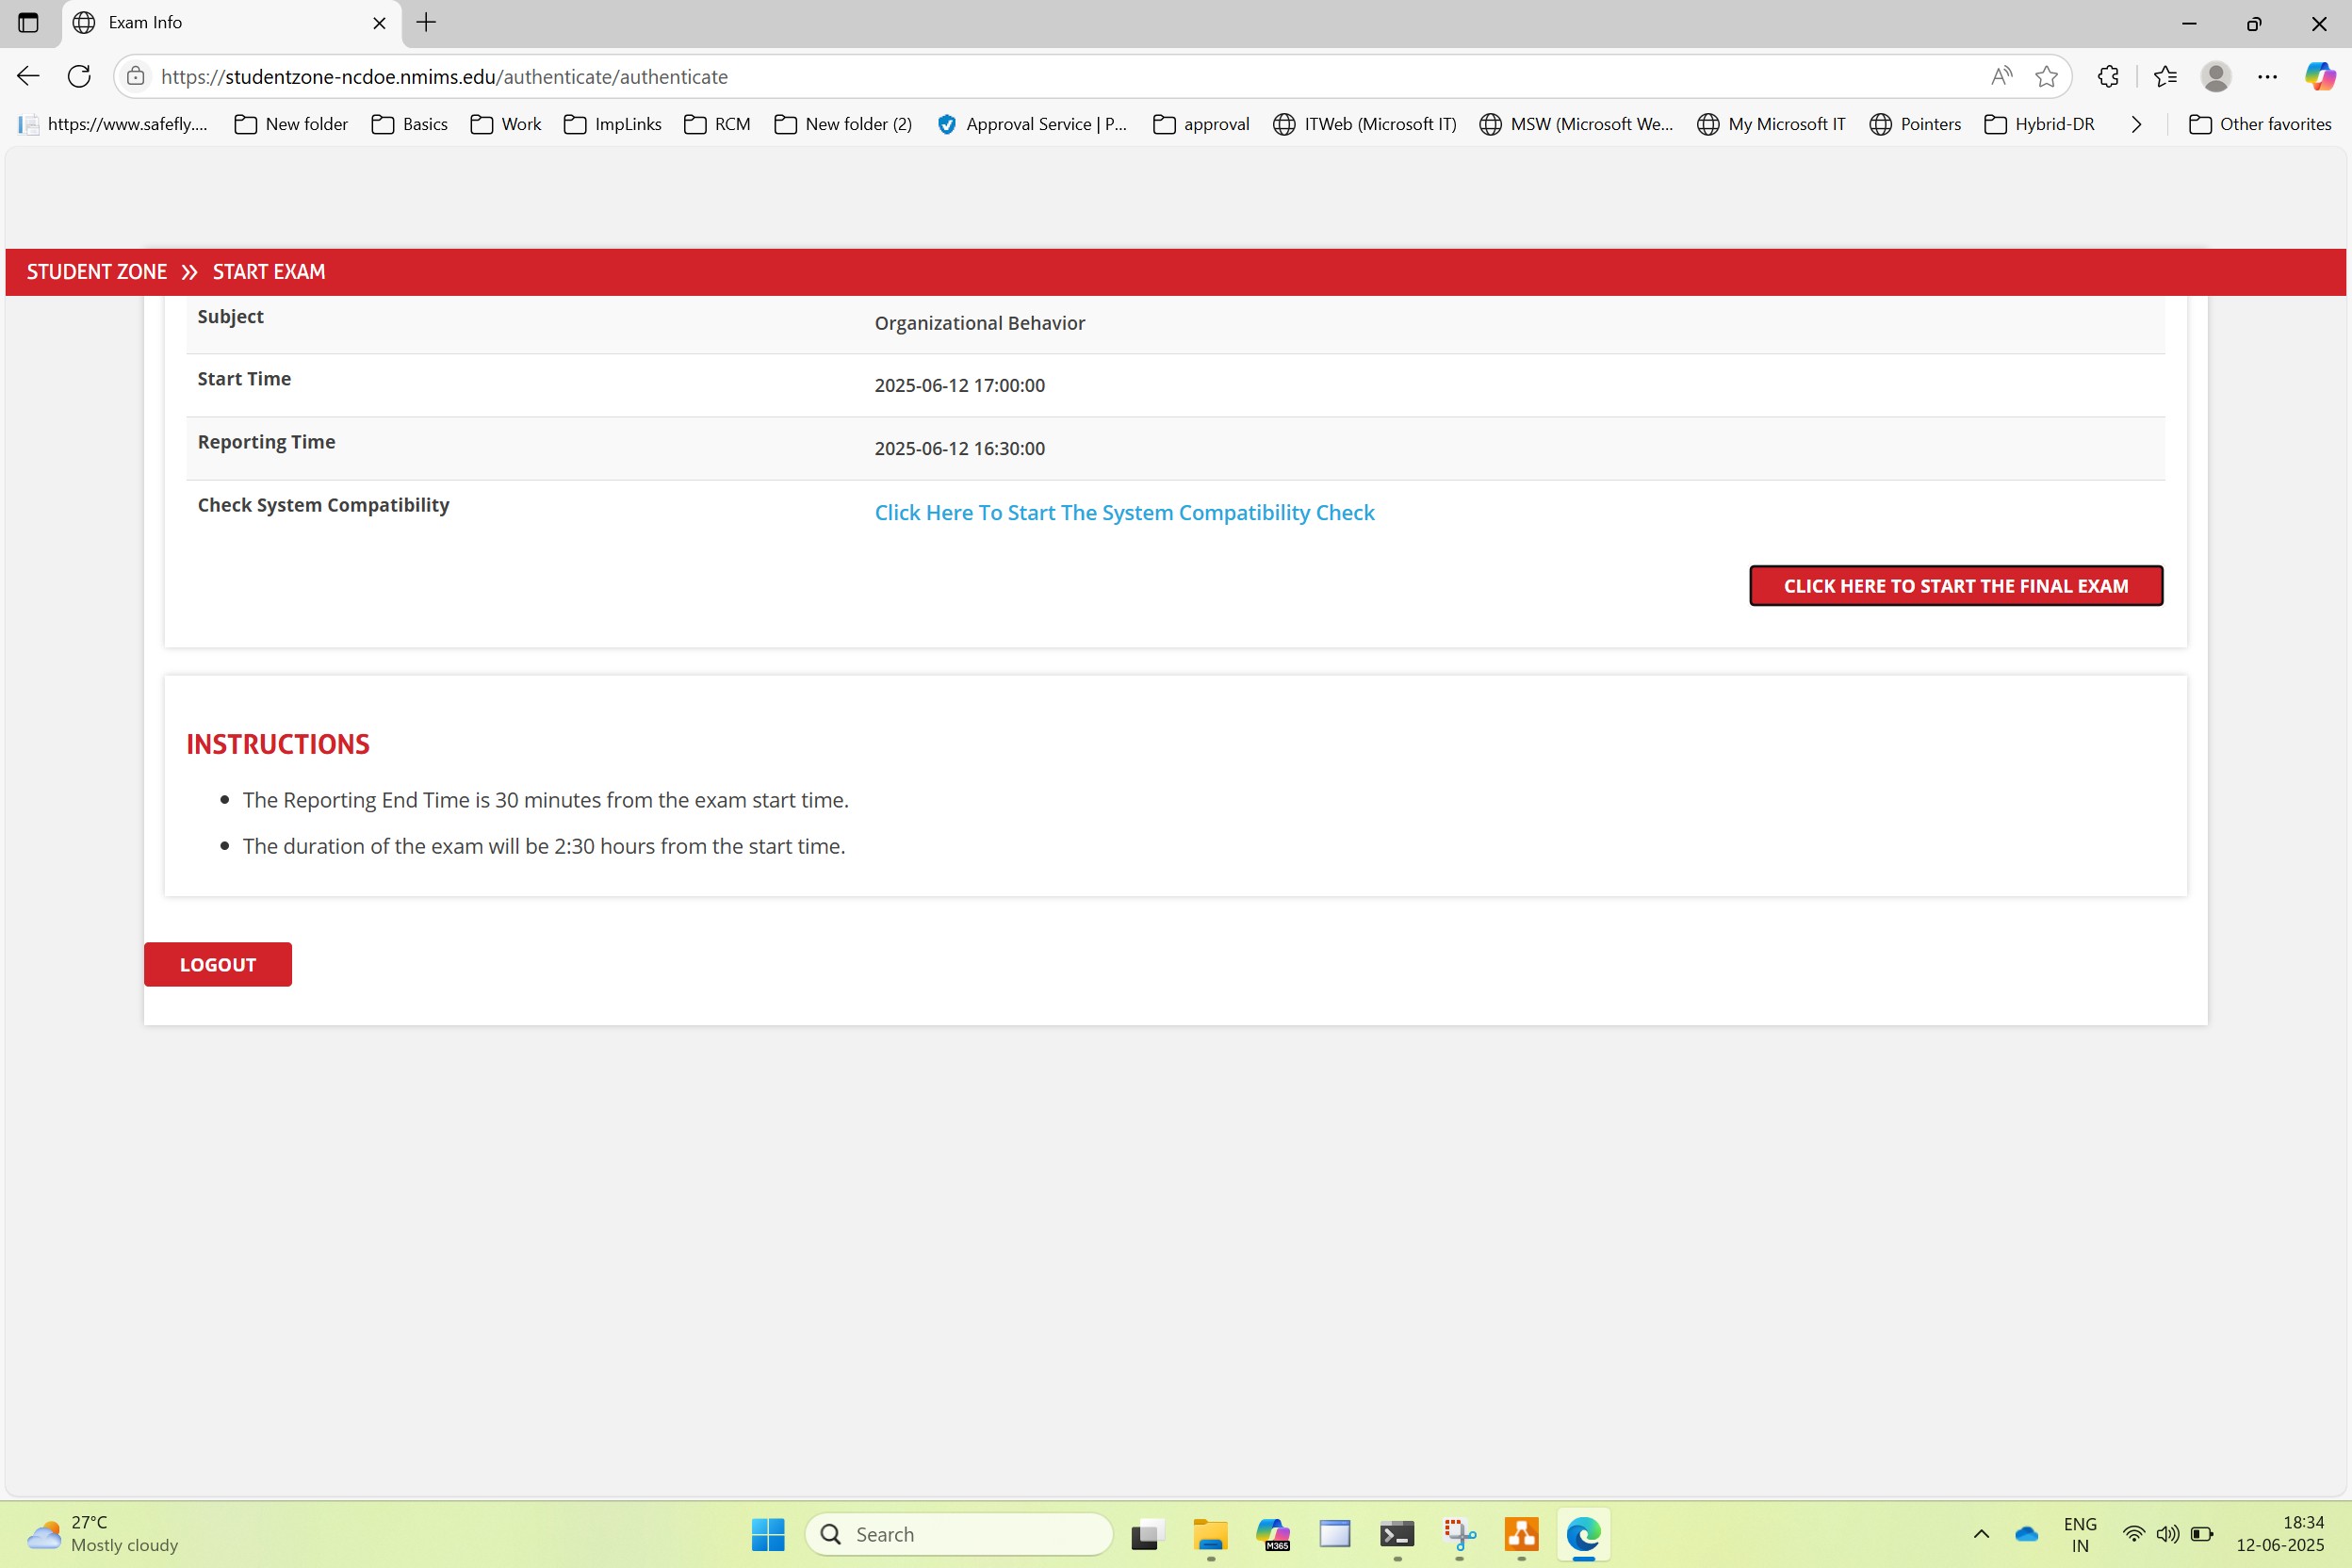 Exam Info
https://studentzone-ncdoe.nmims.edu/authenticate/authenticate
https://www.safefly.... New folder Basics Work ImpLinks RCM New folder (2) Approval Service | P... approval ITWeb (Microsoft IT) MSW (Microsoft We... My Microsoft IT Pointers Hybrid-DR Other favorites
STUDENT ZONE » START EXAM
Subject Organizational Behavior
Start Time 2025-06-12 17:00:00
Reporting Time 2025-06-12 16:30:00
Check System Compatibility Click Here To Start The System Compatibility Check
CLICK HERE TO START THE FINAL EXAM
INSTRUCTIONS
• The Reporting End Time is 30 minutes from the exam start time.
• The duration of the exam will be 2:30 hours from the start time.
LOGOUT
27°C
Mostly cloudy
Search
M365
ENG
IN
18:34
12-06-2025